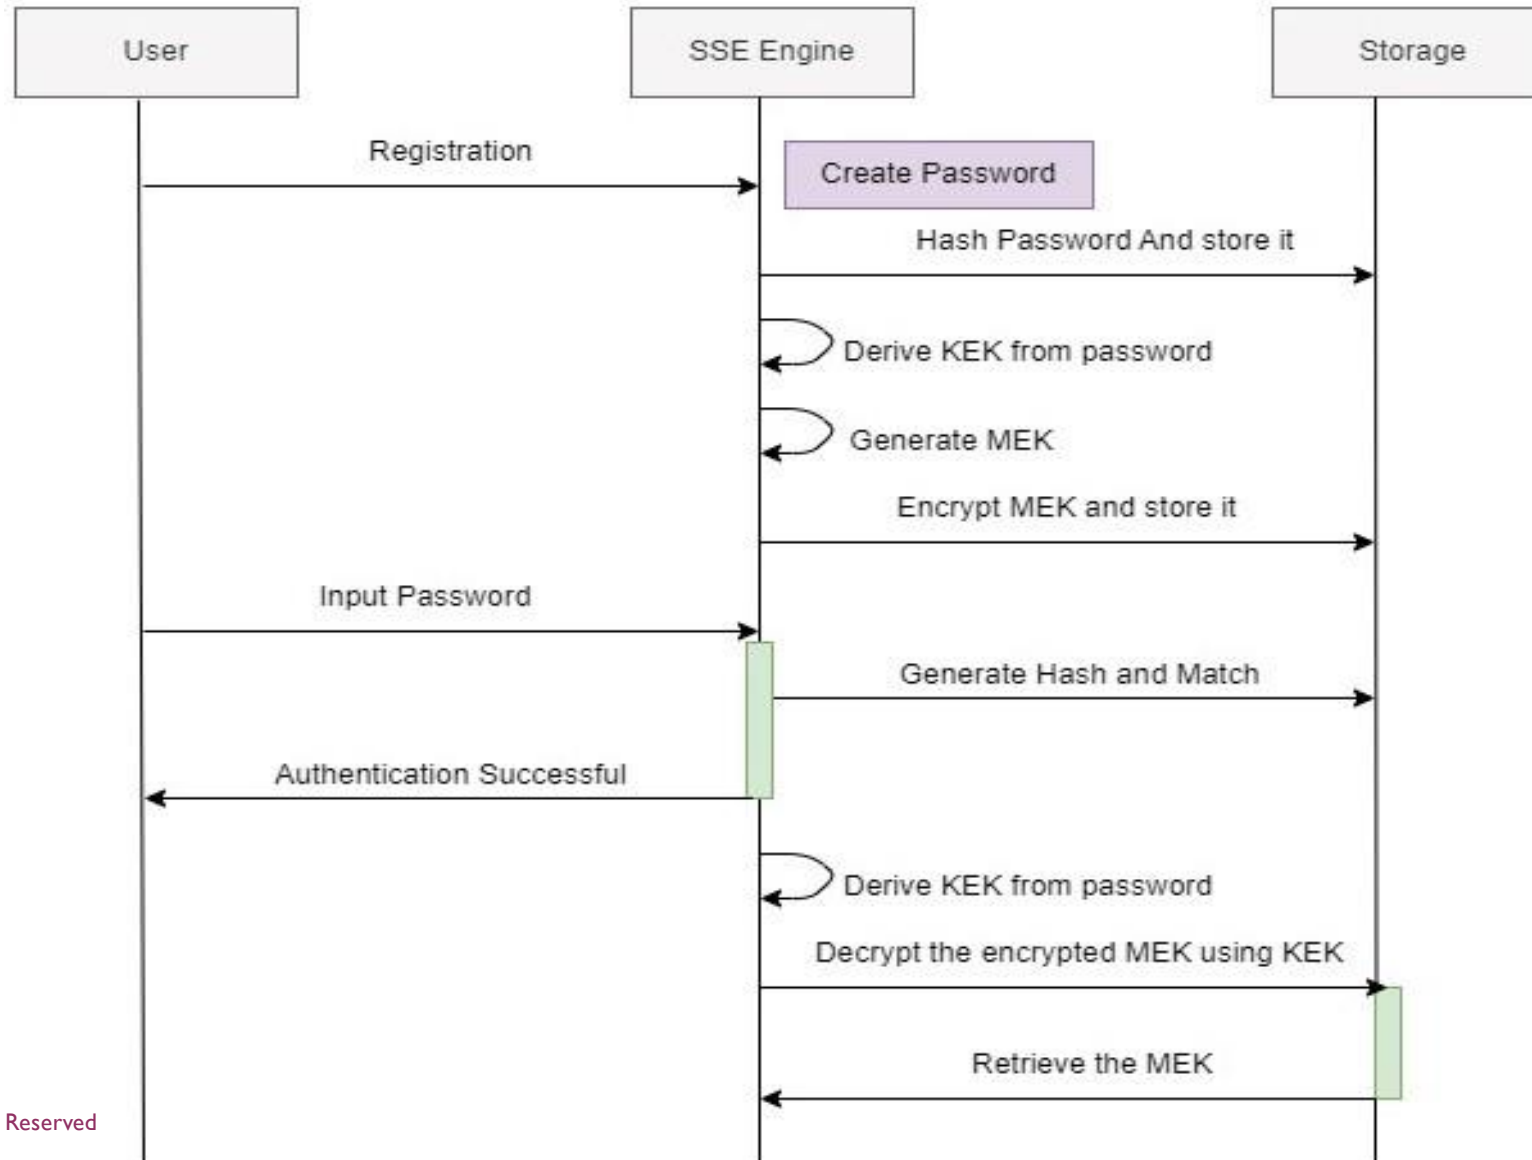 User
SSE Engine
Storage
Registration
Create Password
Hash Password And store it
Derive KEK from password
Generate MEK
Encrypt MEK and store it
Input Password
Generate Hash and Match
Authentication Successful
Derive KEK from password
Decrypt the encrypted MEK using KEK
Retrieve the MEK
Reserved